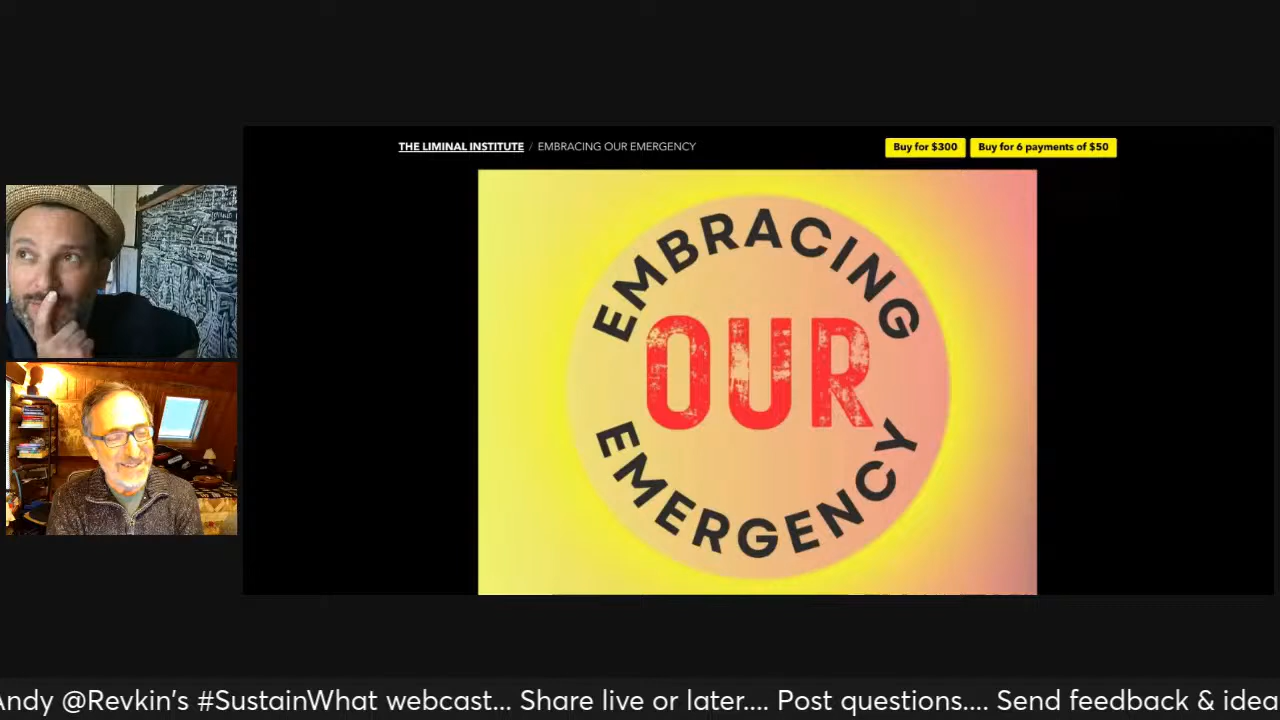 THE LIMINAL INSTITUTE / EMBRACING OUR EMERGENCY
Buy for $300
Buy for 6 payments of $50
EMBRACING
OUR
EMERGENCY
Andy @Revkin's #SustainWhat webcast... Share live or later.... Post questions.... Send feedback & idea